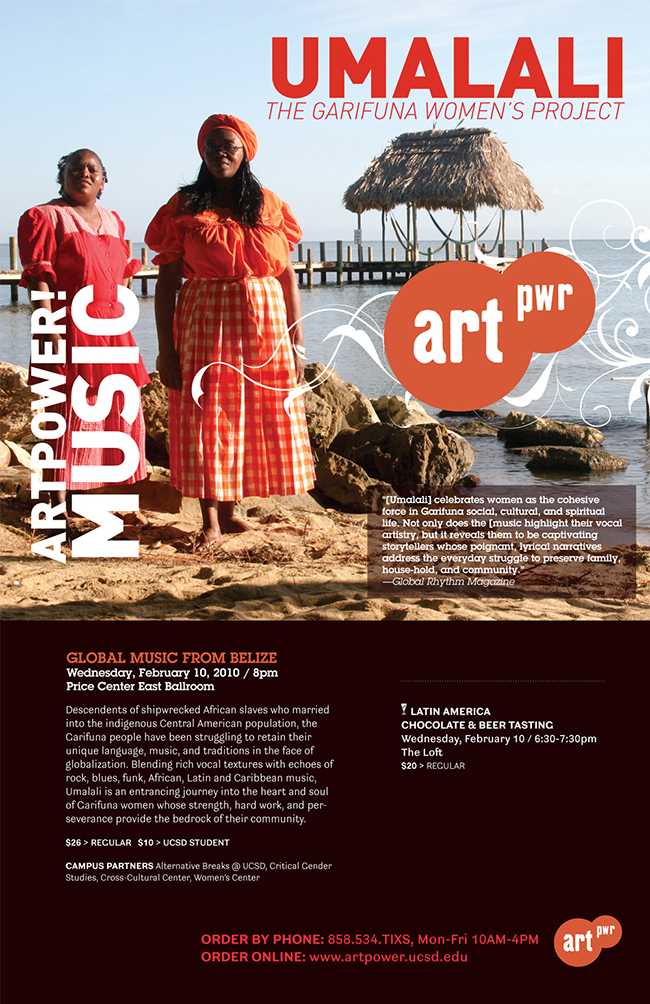 UMALALI
THE GARIFUNA WOMEN'S PROJECT
ARTPOWER!
MUSIC
art pwr
"[Umalali] celebrates women as the cohesive
force in Garifuna social, cultural, and spiritual
life. Not only does the [music highlight their vocal
artistry, but it reveals them to be captivating
storytellers whose poignant, lyrical narratives
address the everyday struggle to preserve family,
house-hold, and community."
—Global Rhythm Magazine
GLOBAL MUSIC FROM BELIZE
Wednesday, February 10, 2010 / 8pm
Price Center East Ballroom
Descendents of shipwrecked African slaves who married
into the indigenous Central American population, the
Garifuna people have been struggling to retain their
unique language, music, and traditions in the face of
globalization. Blending rich vocal textures with echoes of
rock, blues, funk, African, Latin and Caribbean music,
Umalali is an entrancing journey into the heart and soul
of Garifuna women whose strength, hard work, and per-
severance provide the bedrock of their community.
$26 > REGULAR $10 > UCSD STUDENT
CAMPUS PARTNERS Alternative Breaks @ UCSD, Critical Gender
Studies, Cross-Cultural Center, Women's Center
LATIN AMERICA
CHOCOLATE & BEER TASTING
Wednesday, February 10 / 6:30-7:30pm
The Loft
$20 > REGULAR
ORDER BY PHONE: 858.534.TIXS, Mon-Fri 10AM-4PM
ORDER ONLINE: www.artpower.ucsd.edu
art pwr